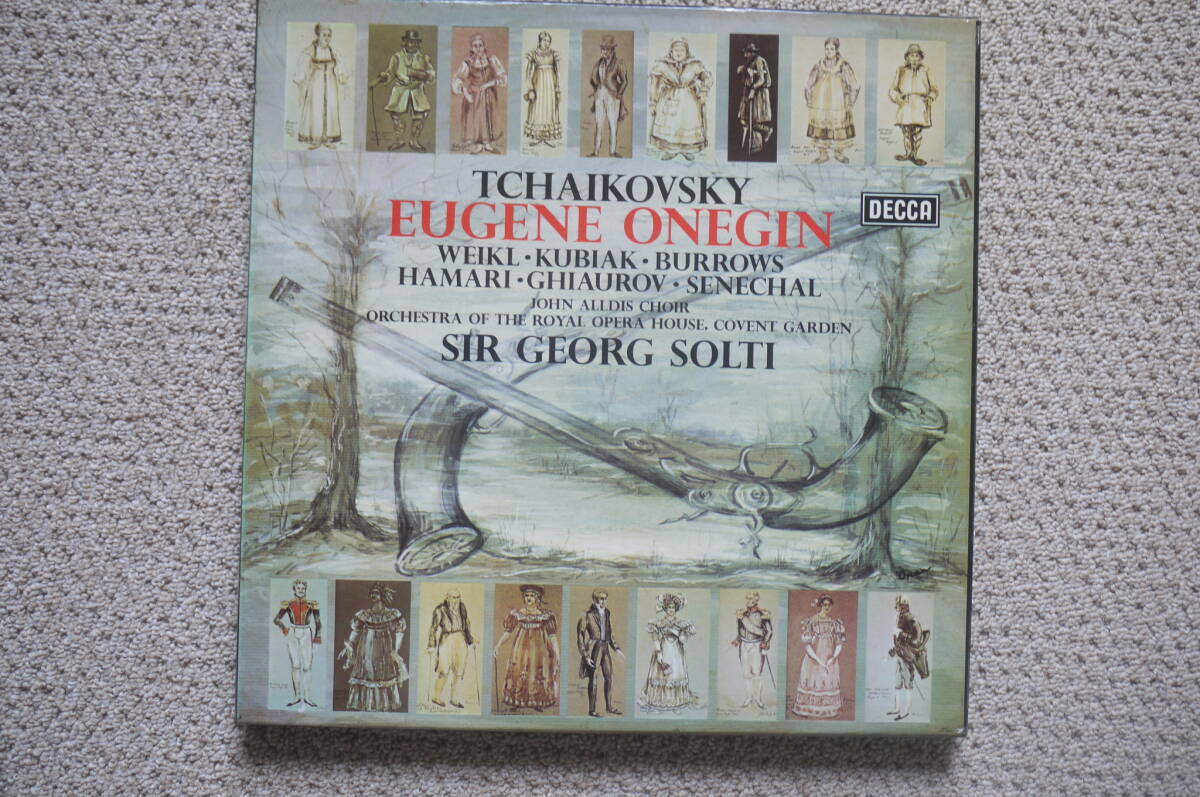 TCHAIKOVSKY
EUGENE ONEGIN
DECCA
WEIKL · KUBIAK · BURROWS
HAMARI · GHIAUROV · SENECHAL
JOHN ALLDIS CHOIR
ORCHESTRA OF THE ROYAL OPERA HOUSE, COVENT GARDEN
SIR GEORG SOLTI